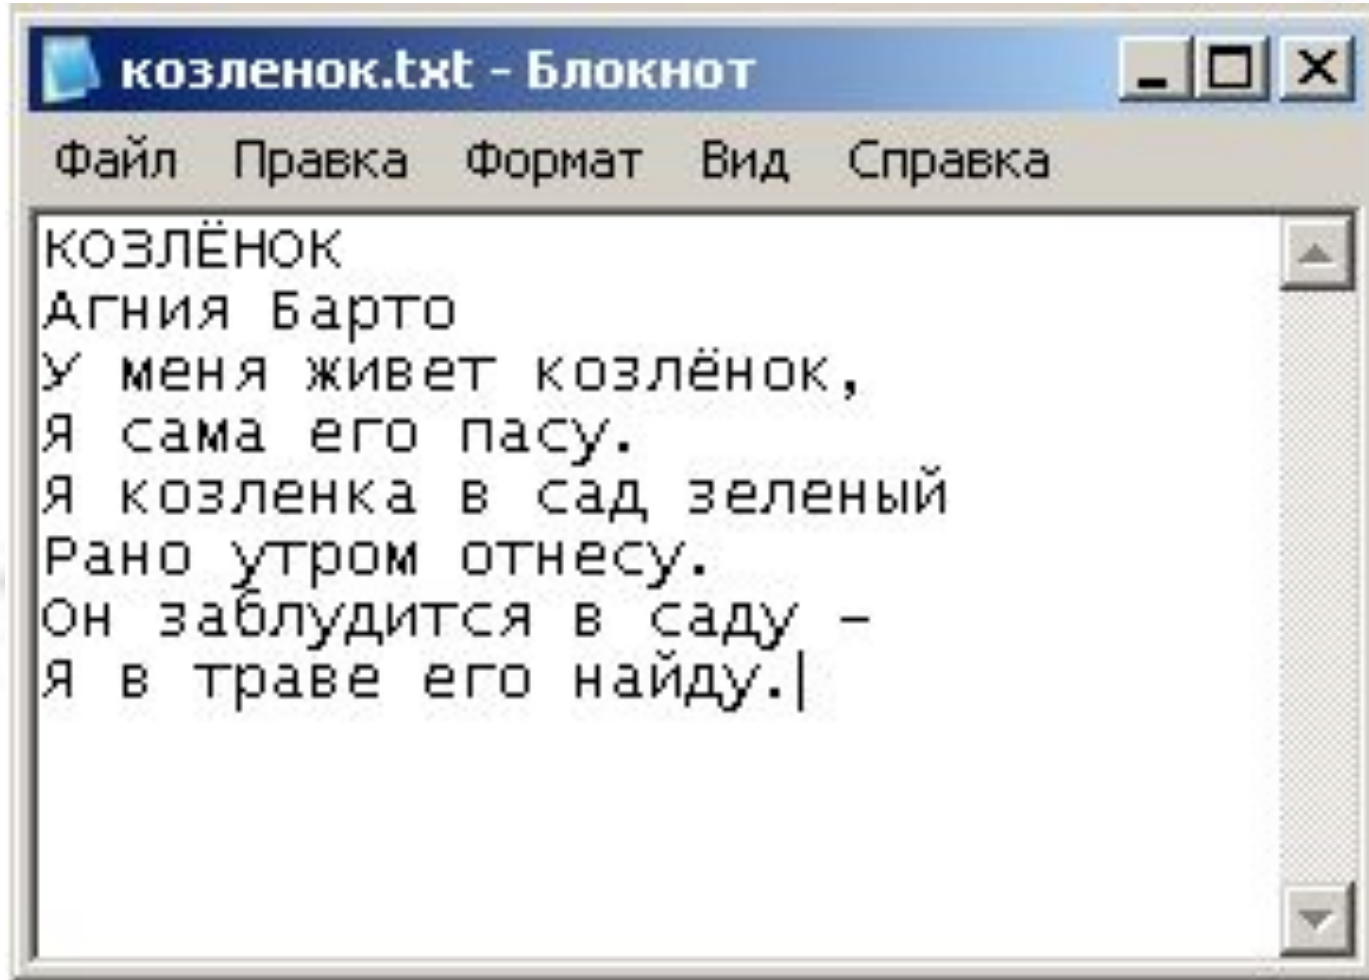 козленок.txt - Блокнот
Файл Правка Формат Вид Справка
КОЗЛЁНОК
Агния Барто
У меня живет козлёнок,
Я сама его пасу.
Я козленка в сад зеленый
Рано утром отнесу.
Он заблудится в саду –
Я в траве его найду.